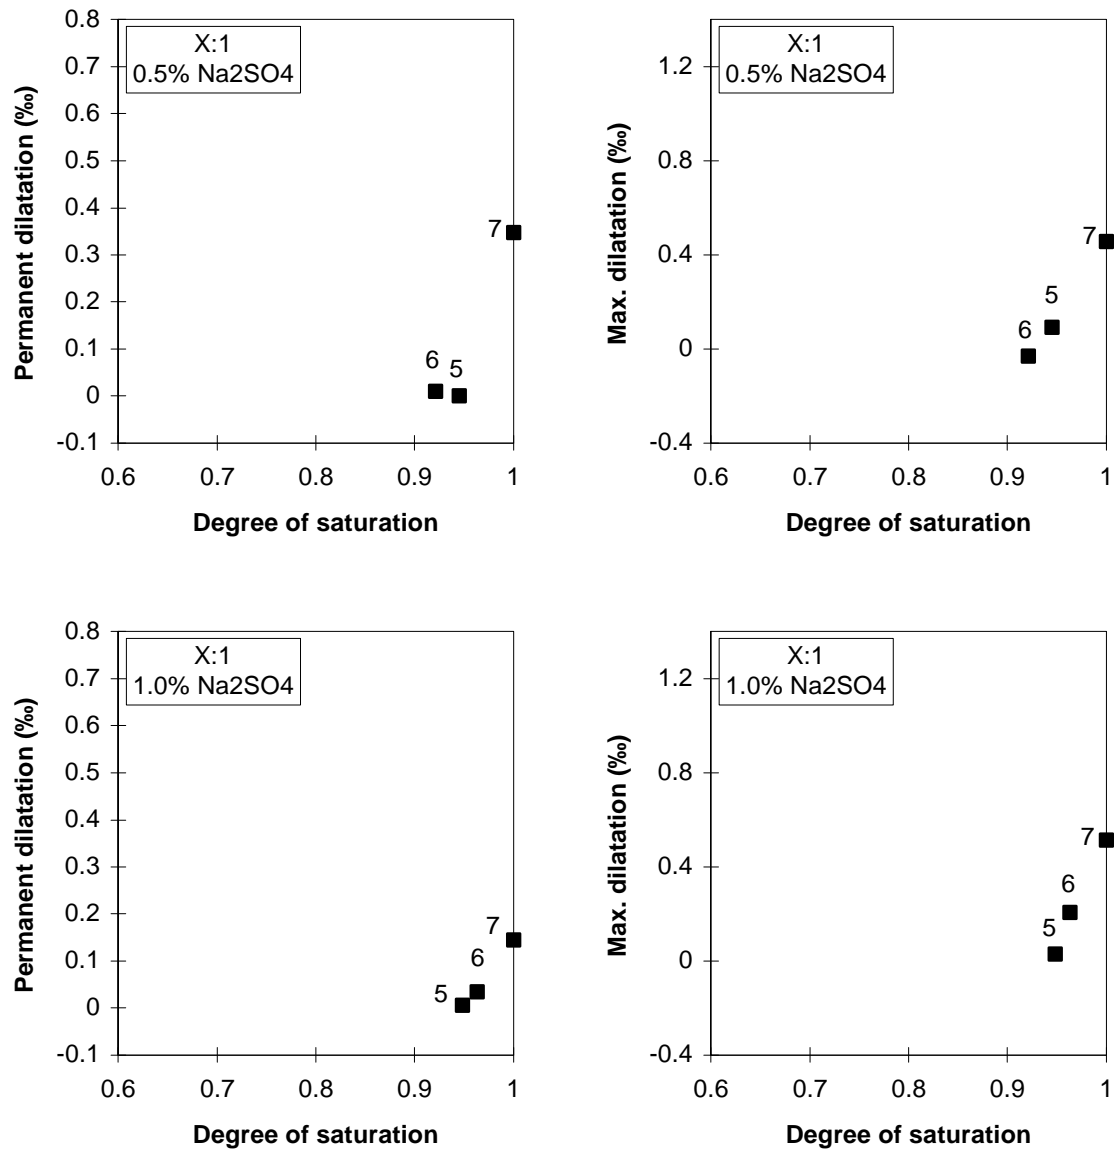 X:1
0.5% Na2SO4
Permanent dilatation (‰)
0.8
0.7
0.6
0.5
0.4
0.3
0.2
0.1
0
-0.1
7
6
5
0.6 0.7 0.8 0.9 1
Degree of saturation
X:1
0.5% Na2SO4
Max. dilatation (‰)
1.2
0.8
0.4
0
-0.4
7
5
6
0.6 0.7 0.8 0.9 1
Degree of saturation
X:1
1.0% Na2SO4
Permanent dilatation (‰)
0.8
0.7
0.6
0.5
0.4
0.3
0.2
0.1
0
-0.1
7
6
5
0.6 0.7 0.8 0.9 1
Degree of saturation
X:1
1.0% Na2SO4
Max. dilatation (‰)
1.2
0.8
0.4
0
-0.4
7
6
5
0.6 0.7 0.8 0.9 1
Degree of saturation